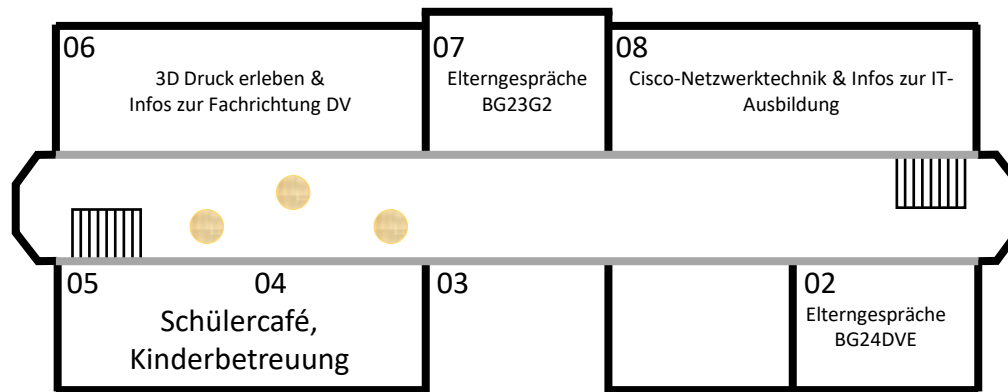 06
3D Druck erleben &
Infos zur Fachrichtung DV
07
Elterngespräche
BG23G2
08
Cisco-Netzwerktechnik & Infos zur IT-
Ausbildung
05
04
Schülercafé,
Kinderbetreuung
03
02
Elterngespräche
BG24DVE